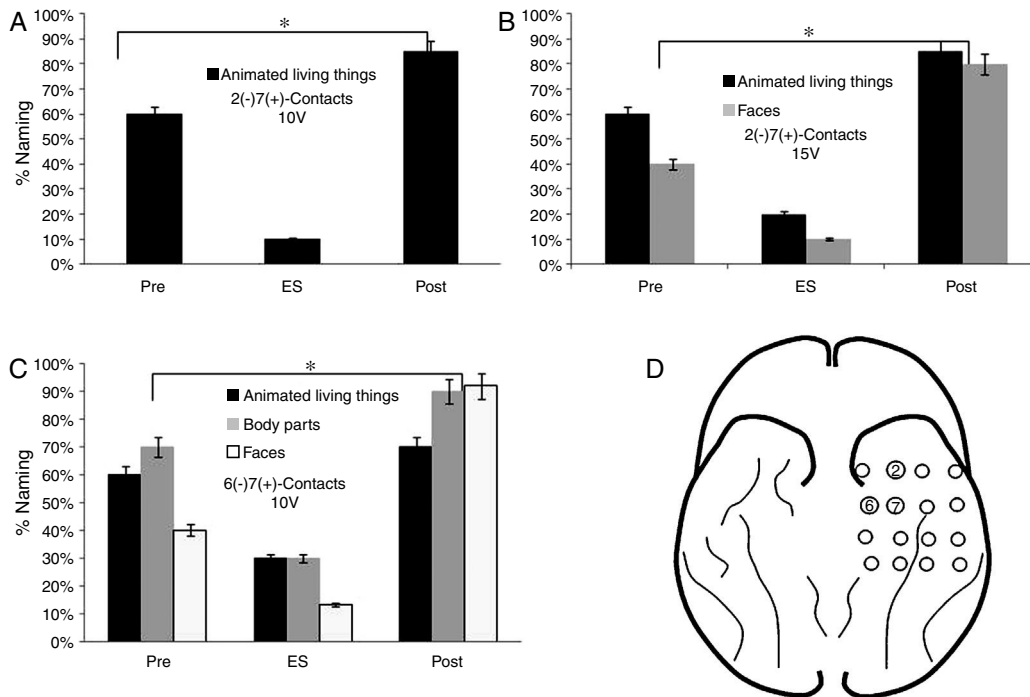 A
% Naming
100%
90%
80%
70%
60%
50%
40%
30%
20%
10%
0%
*
Animated living things
2(-)7(+)-Contacts
10V
Pre ES Post
B
100%
90%
80%
70%
60%
50%
40%
30%
20%
10%
0%
*
Animated living things
Faces
2(-)7(+)-Contacts
15V
Pre ES Post
C
% Naming
100%
90%
80%
70%
60%
50%
40%
30%
20%
10%
0%
*
Animated living things
Body parts
Faces
6(-)7(+)-Contacts
10V
Pre ES Post
D
2
6 7